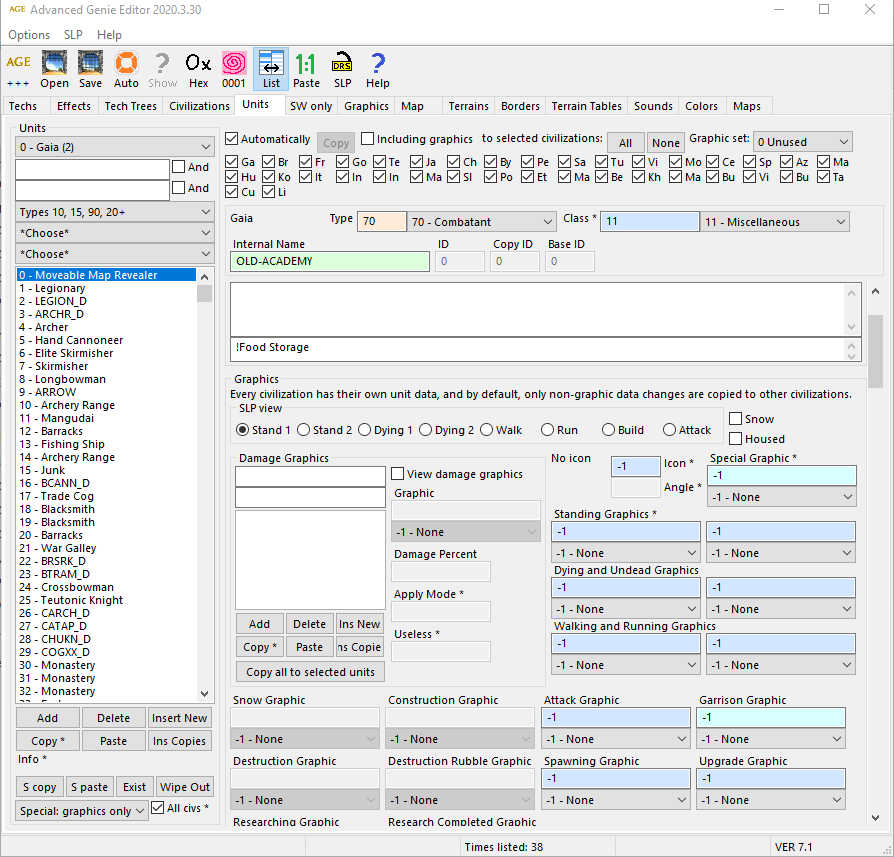 AGE Advanced Genie Editor 2020.3.30
Options SLP Help
AGE Ox 1:1 DRS ?
+++ Open Save Auto Show Hex 0001 List Paste SLP Help
Techs Effects Tech Trees Civilizations Units SW only Graphics Map Terrains Borders Terrain Tables Sounds Colors Maps
Units
0 - Gaia (2)
And
And
Types 10, 15, 90, 20+
*Choose*
*Choose*
0 - Moveable Map Revealer
1 - Legionary
2 - LEGION_D
3 - ARCHR_D
4 - Archer
5 - Hand Cannoneer
6 - Elite Skirmisher
7 - Skirmisher
8 - Longbowman
9 - ARROW
10 - Archery Range
11 - Mangudai
12 - Barracks
13 - Fishing Ship
14 - Archery Range
15 - Junk
16 - BCANN_D
17 - Trade Cog
18 - Blacksmith
19 - Blacksmith
20 - Barracks
21 - War Galley
22 - BRSRK_D
23 - BTRAM_D
24 - Crossbowman
25 - Teutonic Knight
26 - CARCH_D
27 - CATAP_D
28 - CHUKN_D
29 - COGXX_D
30 - Monastery
31 - Monastery
32 - Monastery
Add Delete Insert New
Copy * Paste Ins Copies
Info *
S copy S paste Exist Wipe Out
Special: graphics only All civs *
Automatically Copy Including graphics to selected civilizations: All None Graphic set: 0 Unused
Ga Br Fr Go Te Ja Ch By Pe Sa Tu Vi Mo Ce Sp Az Ma
Hu Ko It In In Ma Sl Po Et Ma Be Kh Ma Bu Vi Bu Ta
Cu Li
Gaia Type 70 70 - Combatant Class * 11 11 - Miscellaneous
Internal Name ID Copy ID Base ID
OLD-ACADEMY 0 0 0
!Food Storage
Graphics
Every civilization has their own unit data, and by default, only non-graphic data changes are copied to other civilizations.
SLP view
Stand 1 Stand 2 Dying 1 Dying 2 Walk Run Build Attack
Snow
Housed
Damage Graphics
View damage graphics
Graphic
-1 - None
Damage Percent
Apply Mode *
Useless *
Add Delete Ins New
Copy * Paste Ins Copie
Copy all to selected units
No icon -1 Icon *
Angle *
Special Graphic *
-1
-1 - None
Standing Graphics *
-1 -1
-1 - None -1 - None
Dying and Undead Graphics
-1 -1
-1 - None -1 - None
Walking and Running Graphics
-1 -1
-1 - None -1 - None
Snow Graphic Construction Graphic Attack Graphic Garrison Graphic
-1 -1
-1 - None -1 - None -1 - None -1 - None
Destruction Graphic Destruction Rubble Graphic Spawning Graphic Upgrade Graphic
-1 -1
-1 - None -1 - None -1 - None -1 - None
Researching Graphic Research Completed Graphic
Times listed: 38 VER 7.1